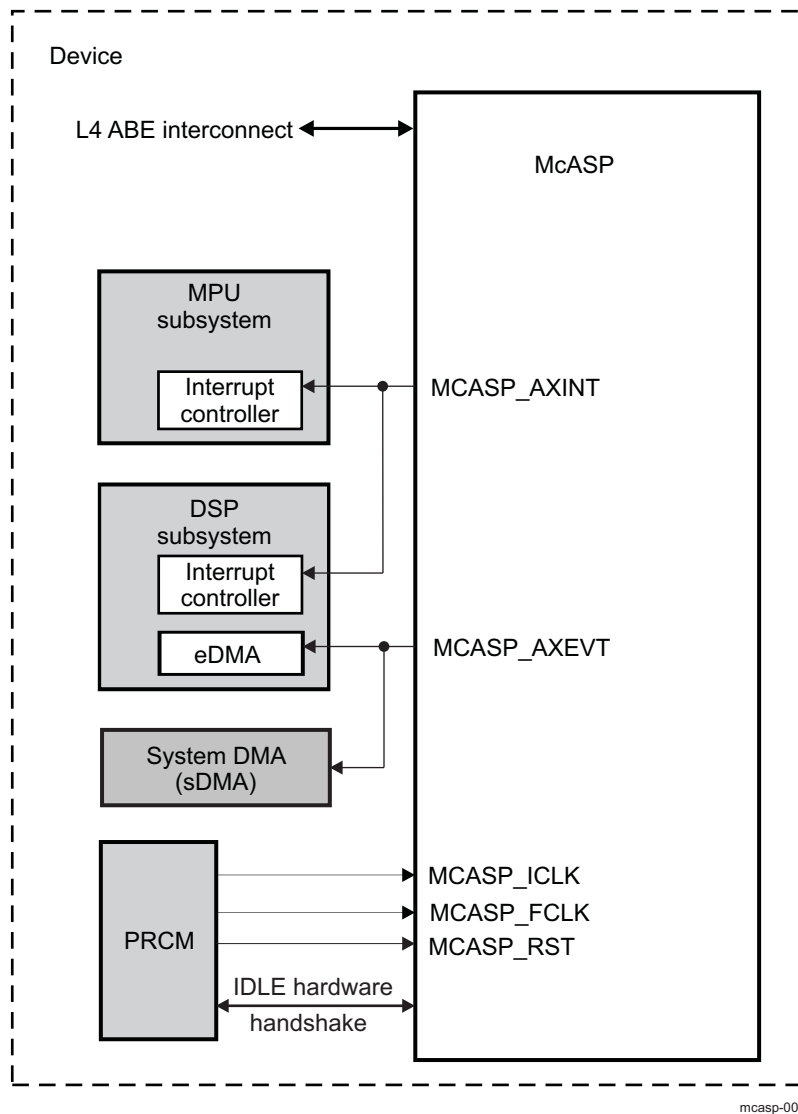 Device
L4 ABE interconnect
McASP
MPU
subsystem
Interrupt
controller
MCASP_AXINT
DSP
subsystem
Interrupt
controller
eDMA
MCASP_AXEVT
System DMA
(sDMA)
PRCM
MCASP_ICLK
MCASP_FCLK
MCASP_RST
IDLE hardware
handshake
mcasp-00